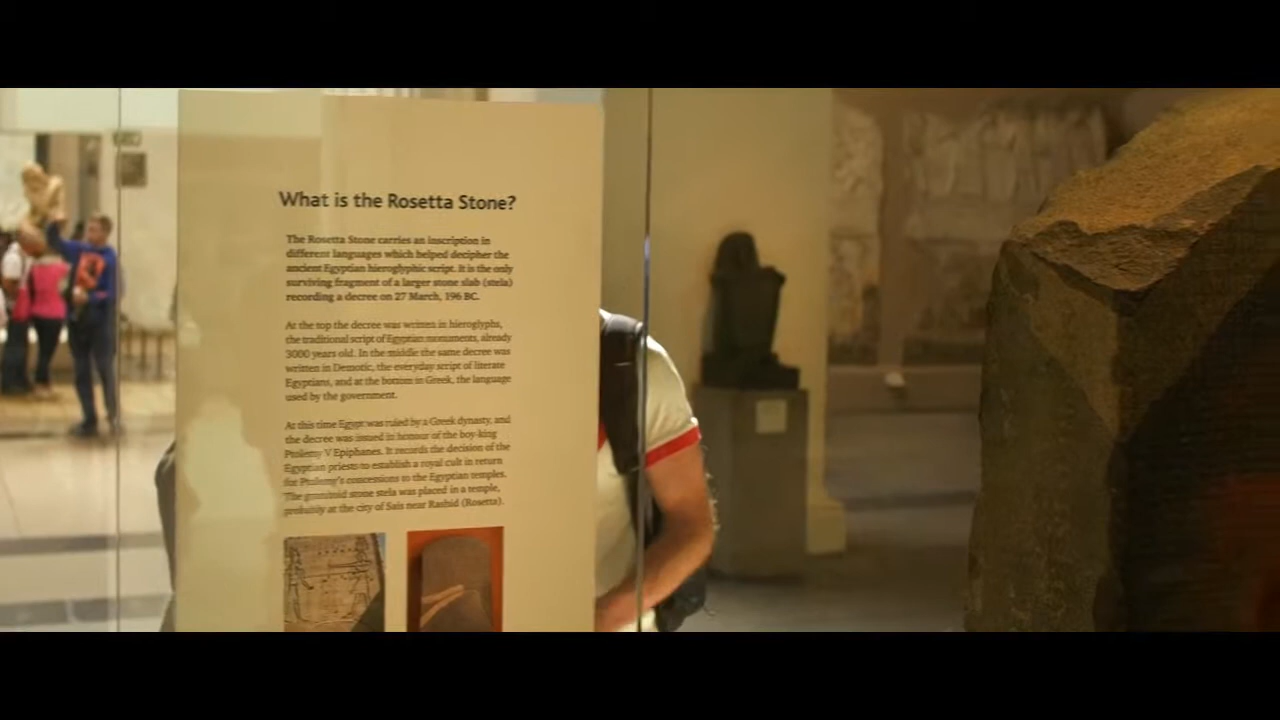 What is the Rosetta Stone?
The Rosetta Stone carries an inscription in
different languages which helped decipher the
ancient Egyptian hieroglyphic script. It is the only
surviving fragment of a larger stone slab (stela)
recording a decree on 27 March, 196 BC.
At the top the decree was written in hieroglyphs,
the traditional script of Egyptian monuments, already
3000 years old. In the middle the same decree was
written in Demotic, the everyday script of literate
Egyptians, and at the bottom in Greek, the language
used by the government.
At this time Egypt was ruled by a Greek dynasty, and
the decree was issued in honour of the boy-king
Ptolemy V Epiphanes. It records the decision of the
Egyptian priests to establish a royal cult in return
for Ptolemy's concessions to the Egyptian temples.
The granitoid stone stela was placed in a temple,
probably at the city of Sais near Rashid (Rosetta).